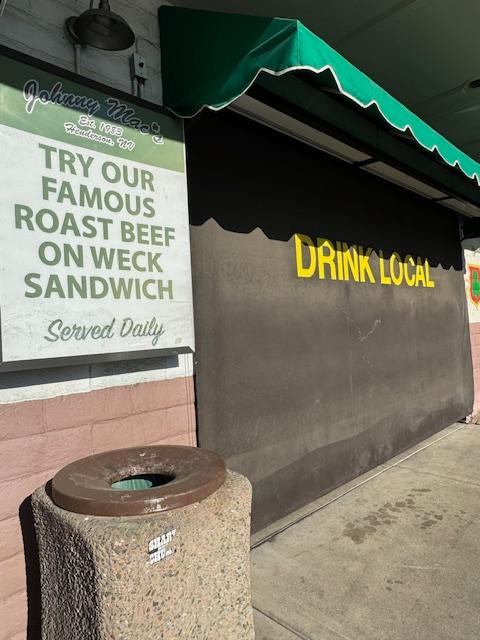 Johnny Mac's
Est. 1983
Henderson, NV
TRY OUR
FAMOUS
ROAST BEEF
ON WECK
SANDWICH
Served Daily
DRINK LOCAL